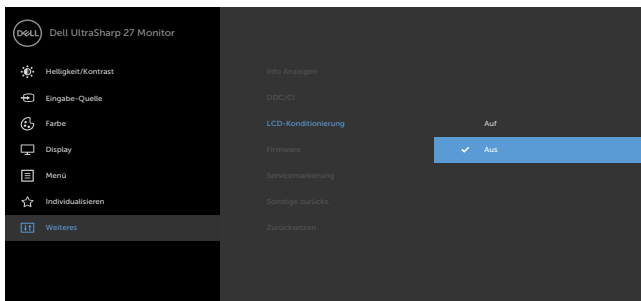 DELL
Dell UltraSharp 27 Monitor
Helligkeit/Kontrast
Eingabe-Quelle
Farbe
Display
Menü
Individualisieren
Weiteres
Info Anzeigen
DDC/CI
LCD-Konditionierung
Firmware
Servicemarkierung
Sonstige zurücks.
Zurücksetzen
Auf
Aus